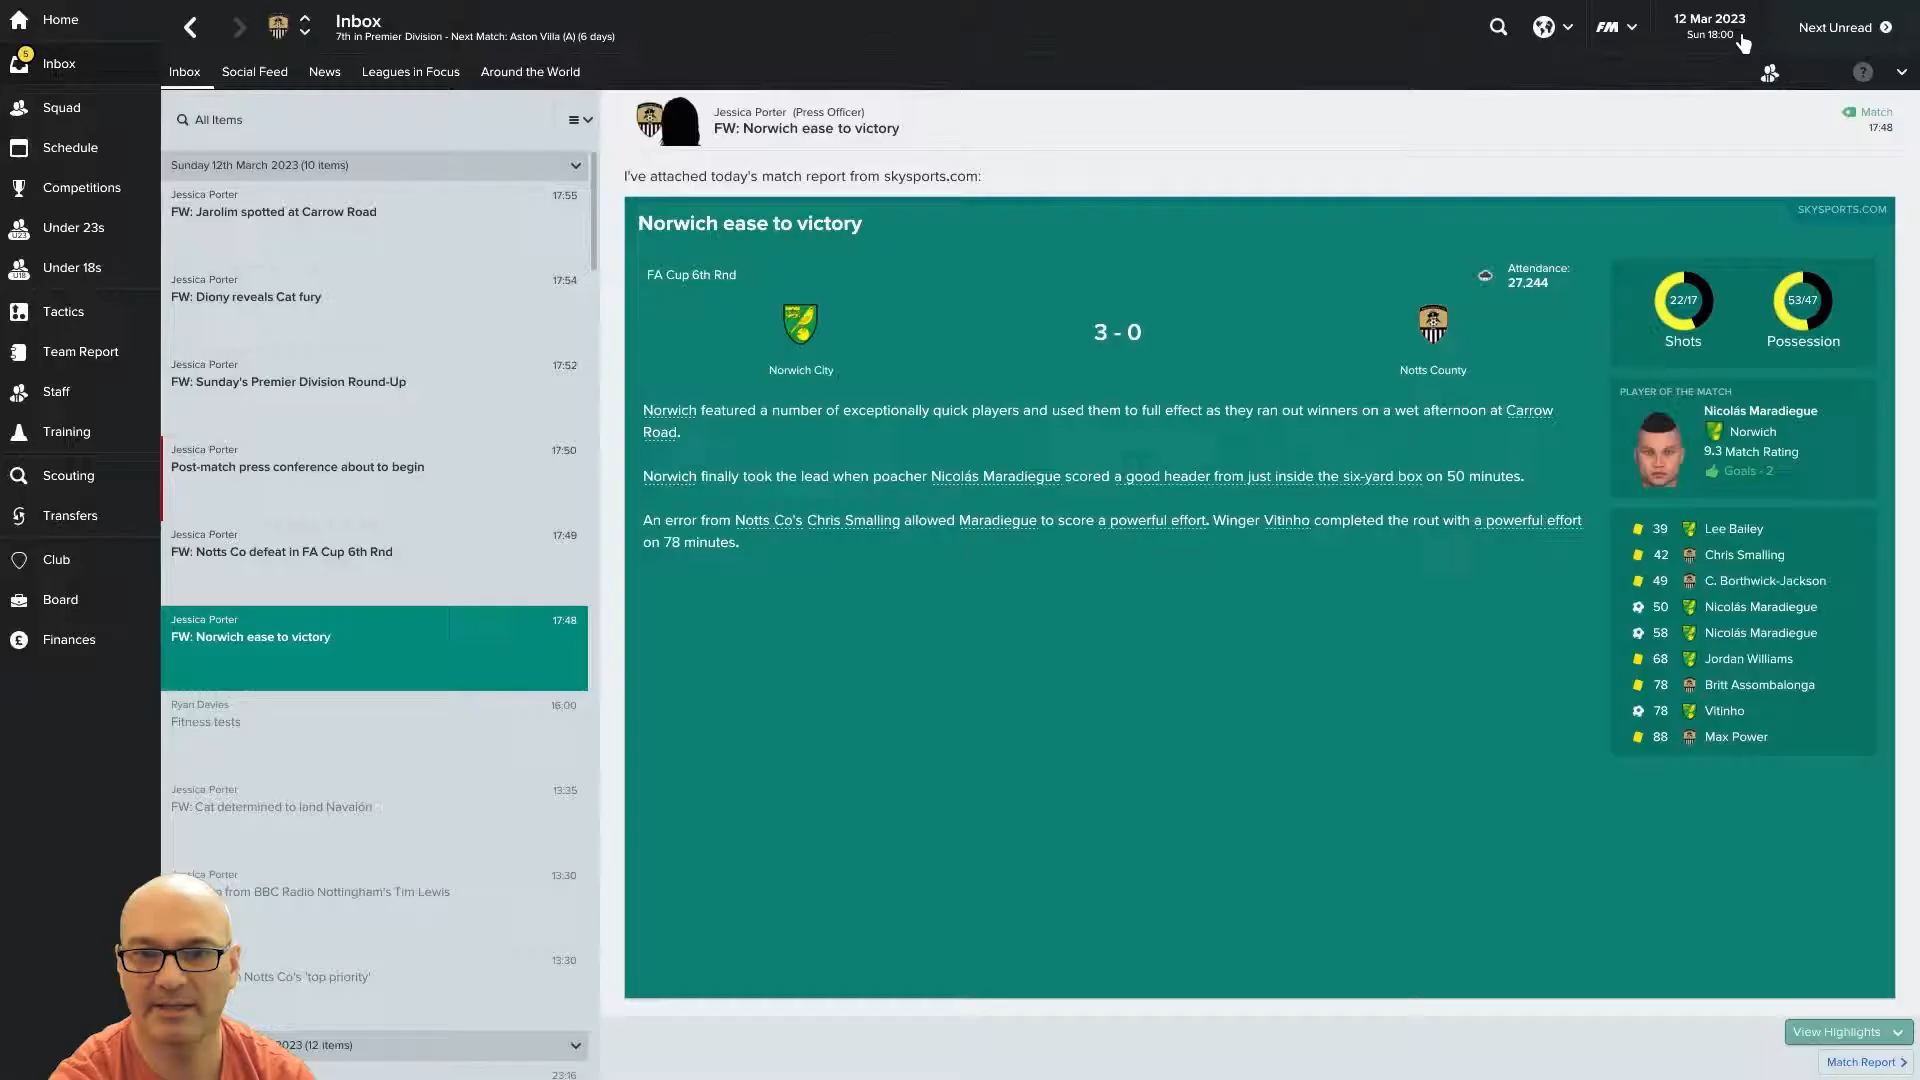 Home
5
Inbox
Squad
Schedule
Competitions
U23
Under 23s
U18
Under 18s
Tactics
Team Report
Staff
Training
Scouting
Transfers
Club
Board
£
Finances
Inbox
7th in Premier Division - Next Match: Aston Villa (A) (6 days)
FM
12 Mar 2023
Sun 18:00
Next Unread
Inbox
Social Feed
News
Leagues in Focus
Around the World
?
All Items
Sunday 12th March 2023 (10 items)
Jessica Porter 17:55
FW: Jarolim spotted at Carrow Road
Jessica Porter 17:54
FW: Diony reveals Cat fury
Jessica Porter 17:52
FW: Sunday's Premier Division Round-Up
Jessica Porter 17:50
Post-match press conference about to begin
Jessica Porter 17:49
FW: Notts Co defeat in FA Cup 6th Rnd
Jessica Porter 17:48
FW: Norwich ease to victory
Ryan Davies 16:00
Fitness tests
Jessica Porter 13:35
FW: Cat determined to land Navalón
Jessica Porter 13:30
from BBC Radio Nottingham's Tim Lewis
13:30
Notts Co's 'top priority'
2023 (12 items)
23:16
Jessica Porter (Press Officer)
FW: Norwich ease to victory
Match
17:48
I've attached today's match report from skysports.com:
Norwich ease to victory
SKYSPORTS.COM
FA Cup 6th Rnd
Attendance:
27,244
Norwich City
3 - 0
Notts County
Norwich featured a number of exceptionally quick players and used them to full effect as they ran out winners on a wet afternoon at Carrow
Road.
Norwich finally took the lead when poacher Nicolás Maradiegue scored a good header from just inside the six-yard box on 50 minutes.
An error from Notts Co's Chris Smalling allowed Maradiegue to score a powerful effort. Winger Vitinho completed the rout with a powerful effort
on 78 minutes.
22/17
Shots
53/47
Possession
PLAYER OF THE MATCH
Nicolás Maradiegue
Norwich
9.3 Match Rating
Goals - 2
39 Lee Bailey
42 Chris Smalling
49 C. Borthwick-Jackson
50 Nicolás Maradiegue
58 Nicolás Maradiegue
68 Jordan Williams
78 Britt Assombalonga
78 Vitinho
88 Max Power
View Highlights
Match Report